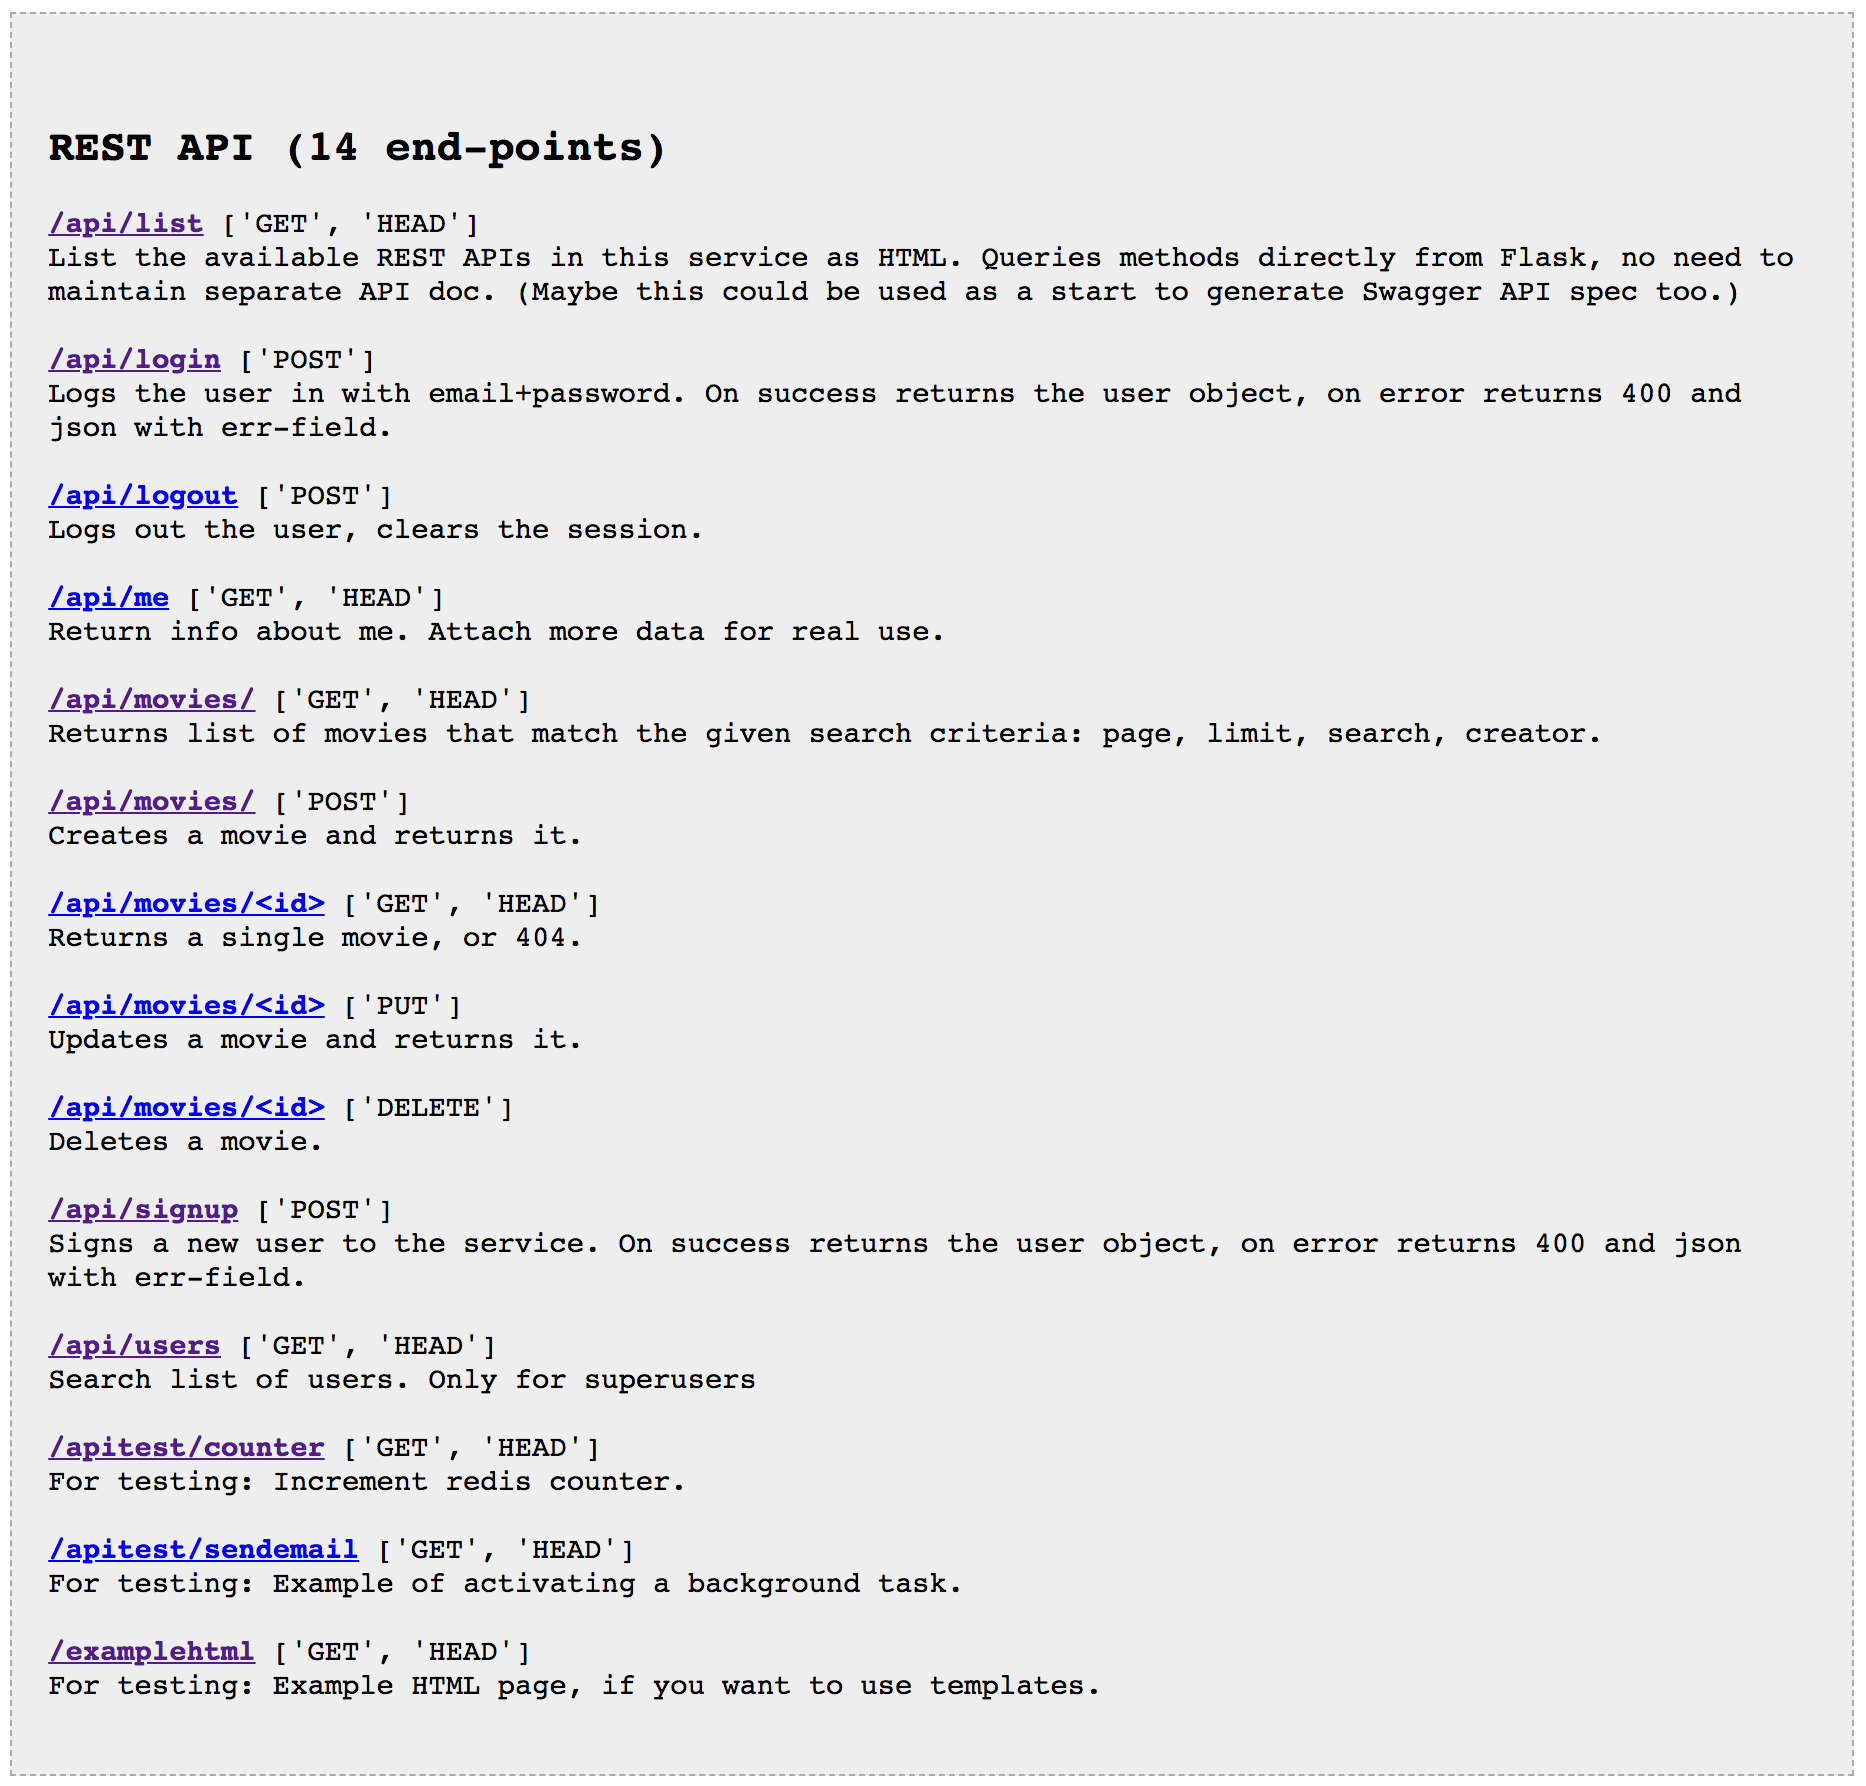 REST API (14 end-points)
/api/list ['GET', 'HEAD']
List the available REST APIs in this service as HTML. Queries methods directly from Flask, no need to
maintain separate API doc. (Maybe this could be used as a start to generate Swagger API spec too.)
/api/login ['POST']
Logs the user in with email+password. On success returns the user object, on error returns 400 and
json with err-field.
/api/logout ['POST']
Logs out the user, clears the session.
/api/me ['GET', 'HEAD']
Return info about me. Attach more data for real use.
/api/movies/ ['GET', 'HEAD']
Returns list of movies that match the given search criteria: page, limit, search, creator.
/api/movies/ ['POST']
Creates a movie and returns it.
/api/movies/<id> ['GET', 'HEAD']
Returns a single movie, or 404.
/api/movies/<id> ['PUT']
Updates a movie and returns it.
/api/movies/<id> ['DELETE']
Deletes a movie.
/api/signup ['POST']
Signs a new user to the service. On success returns the user object, on error returns 400 and json
with err-field.
/api/users ['GET', 'HEAD']
Search list of users. Only for superusers
/apitest/counter ['GET', 'HEAD']
For testing: Increment redis counter.
/apitest/sendemail ['GET', 'HEAD']
For testing: Example of activating a background task.
/examplehtml ['GET', 'HEAD']
For testing: Example HTML page, if you want to use templates.